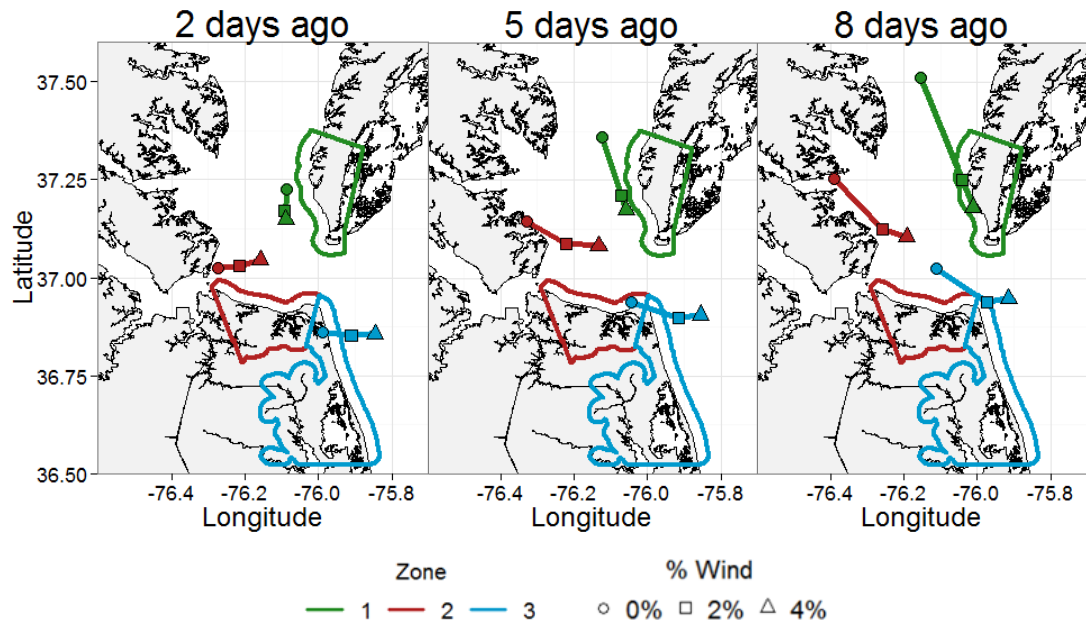 2 days ago 5 days ago 8 days ago
37.50
37.25
37.00
36.75
36.50
Latitude
-76.4 -76.2 -76.0 -75.8 -76.4 -76.2 -76.0 -75.8 -76.4 -76.2 -76.0 -75.8
Longitude Longitude Longitude
Zone % Wind
1 2 3 0% 2% 4%